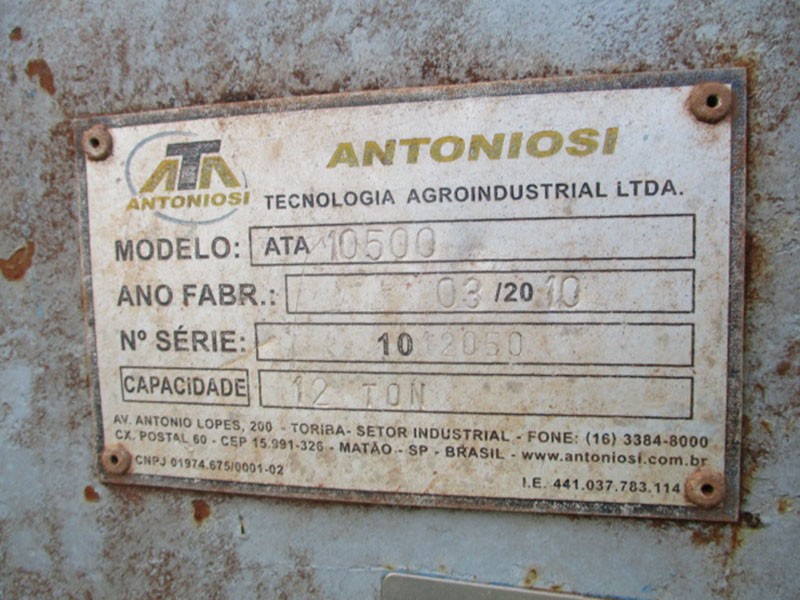 ATA
ANTONIOSI
ANTONIOSI
TECNOLOGIA AGROINDUSTRIAL LTDA.
MODELO: ATA 10500
ANO FABR.: 03/2010
Nº SÉRIE: 1012050
CAPACIDADE 12 TON
AV. ANTONIO LOPES, 200 - TORIBA- SETOR INDUSTRIAL - FONE: (16) 3384-8000
CX. POSTAL 60 - CEP 15.991-326 - MATÃO - SP - BRASIL - www.antoniosi.com.br
CNPJ 01974.675/0001-02
I.E. 441.037.783.114